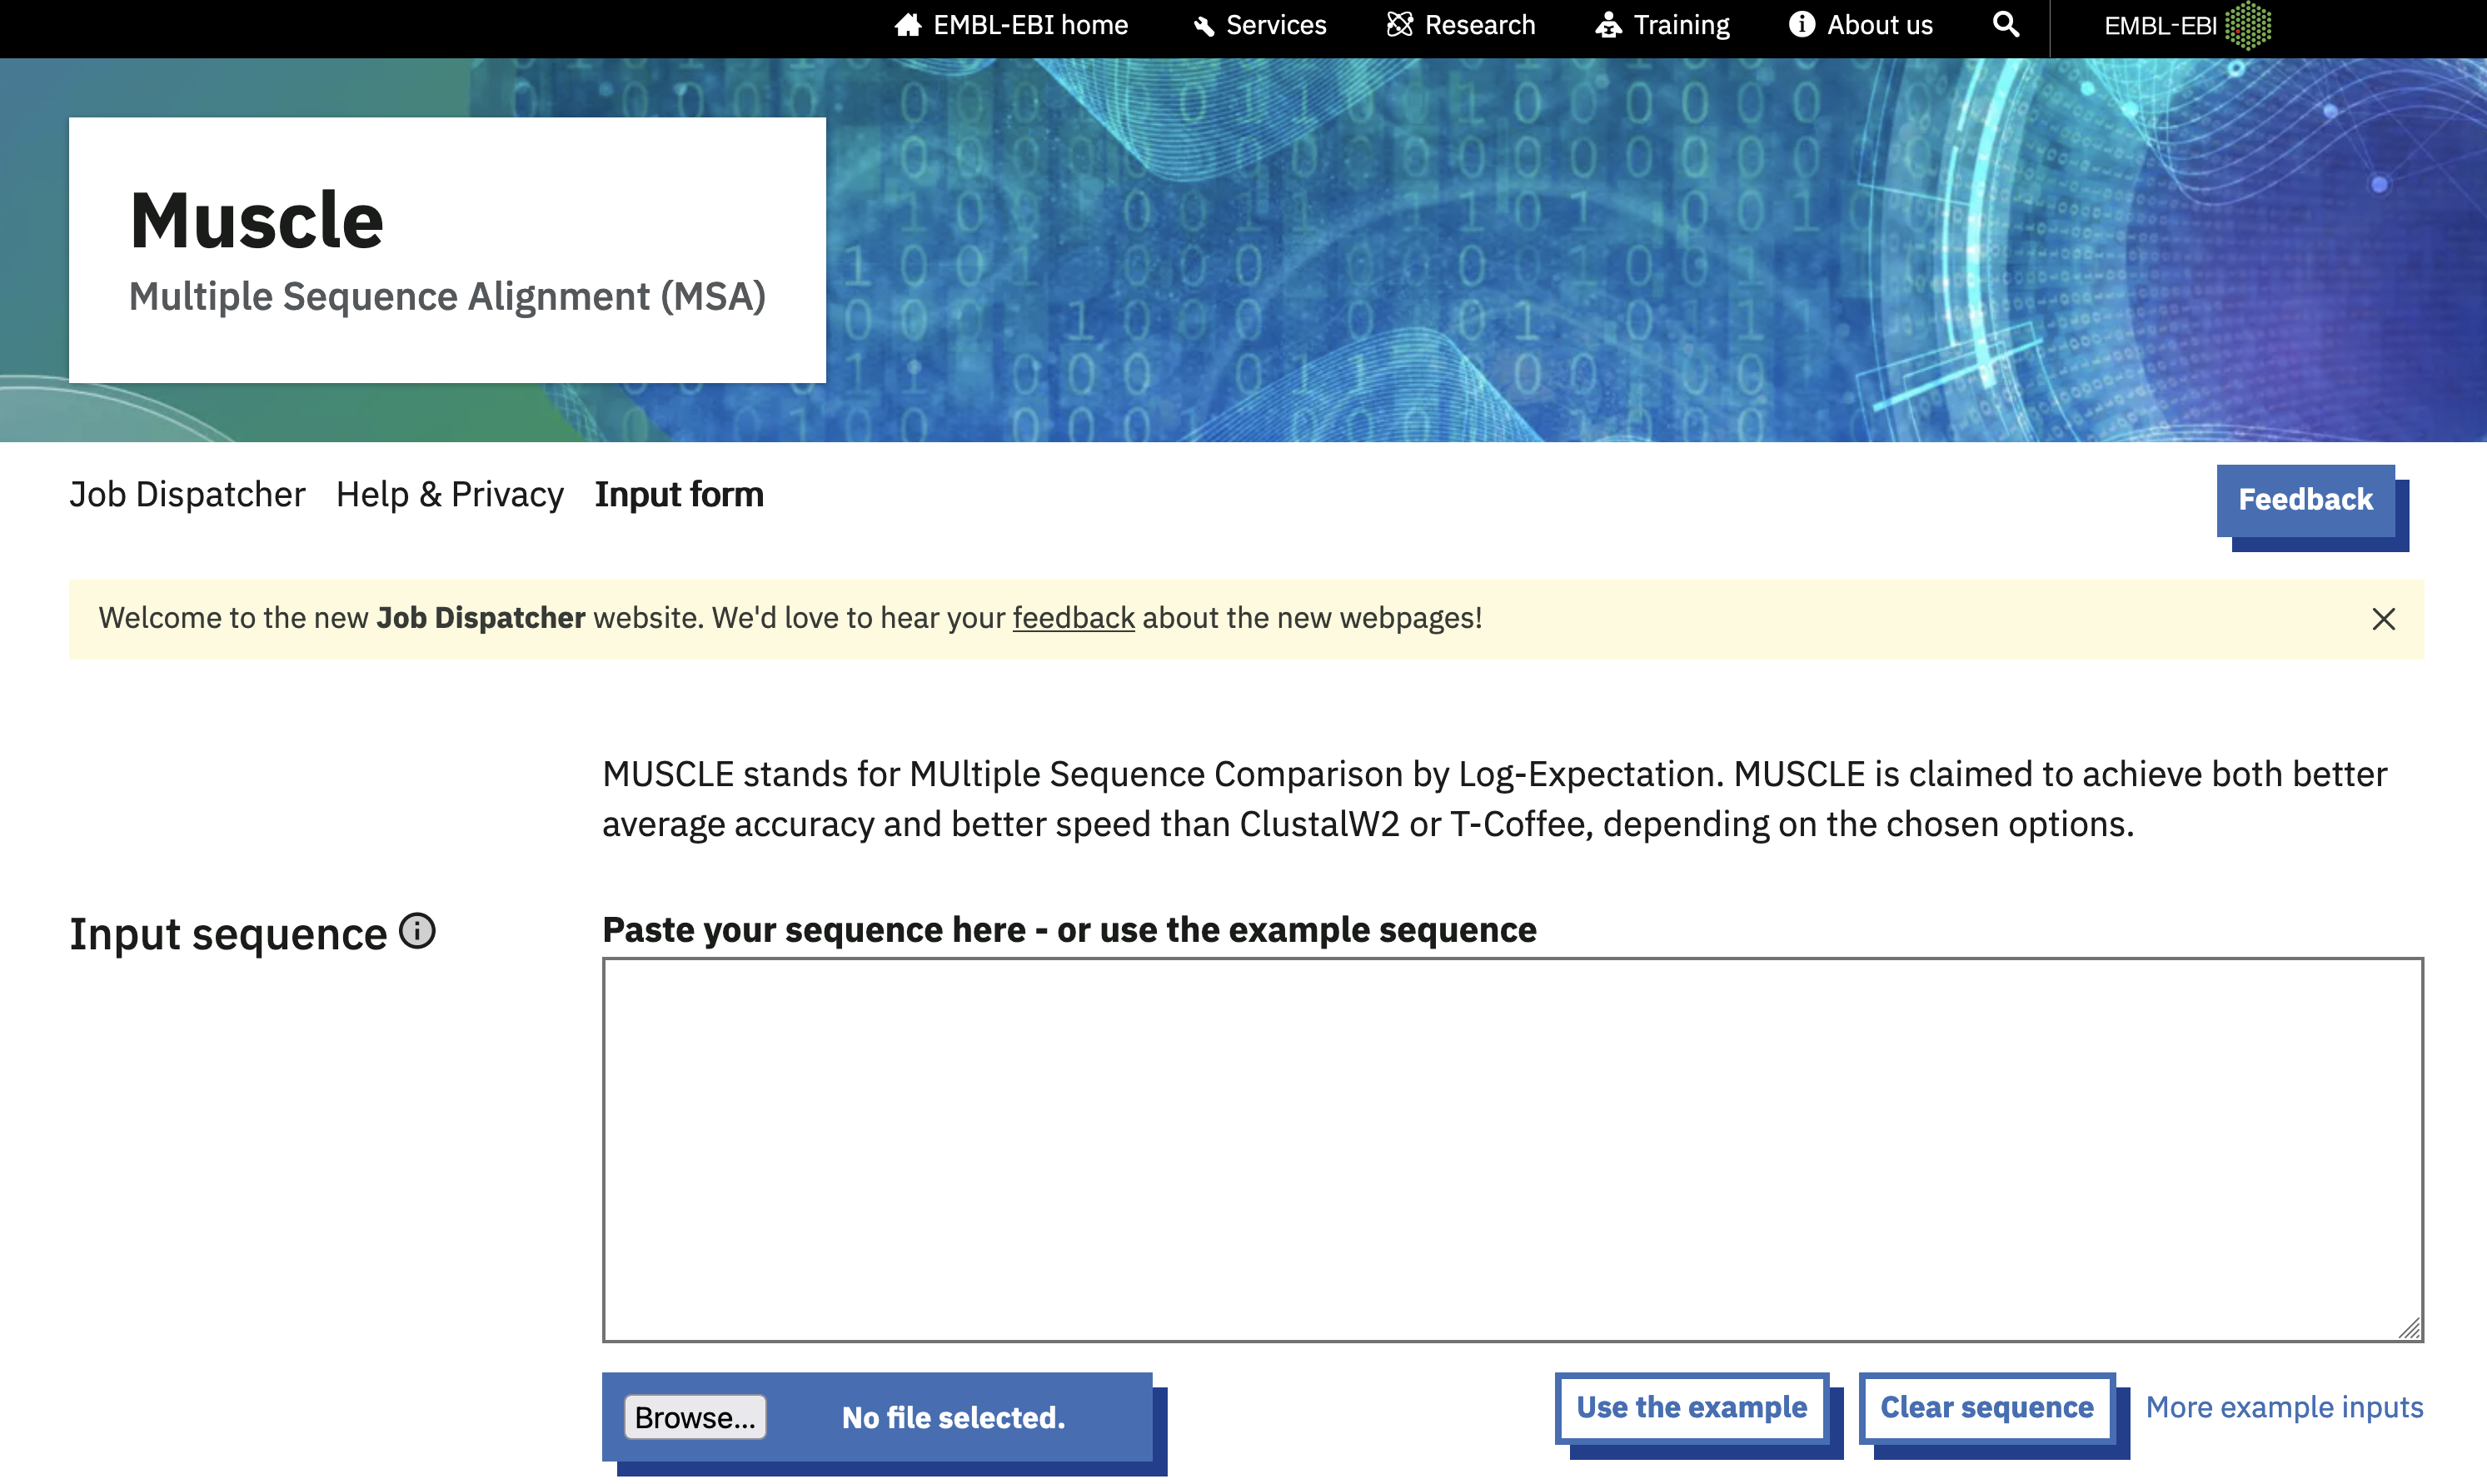 EMBL-EBI home Services Research Training About us EMBL-EBI
Muscle
Multiple Sequence Alignment (MSA)
Job Dispatcher Help & Privacy Input form Feedback
Welcome to the new Job Dispatcher website. We'd love to hear your feedback about the new webpages!
MUSCLE stands for MUltiple Sequence Comparison by Log-Expectation. MUSCLE is claimed to achieve both better
average accuracy and better speed than ClustalW2 or T-Coffee, depending on the chosen options.
Input sequence
Paste your sequence here - or use the example sequence
Browse... No file selected. Use the example Clear sequence More example inputs